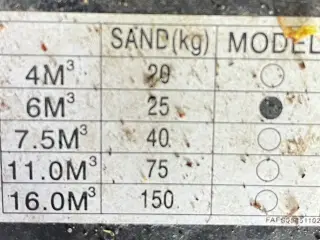 SAND(kg) MODEL
4M³ 20
6M³ 25
7.5M³ 40
11.0M³ 75
16.0M³ 150